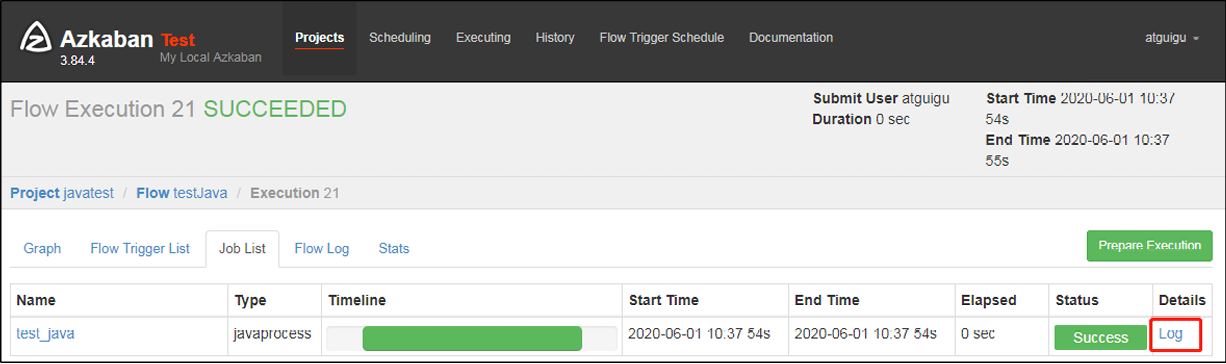 Azkaban Test
3.84.4
My Local Azkaban
Projects Scheduling Executing History Flow Trigger Schedule Documentation atguigu
Flow Execution 21 SUCCEEDED
Submit User atguigu
Duration 0 sec
Start Time 2020-06-01 10:37
54s
End Time 2020-06-01 10:37
55s
Project javatest / Flow testJava / Execution 21
Graph Flow Trigger List Job List Flow Log Stats Prepare Execution
Name Type Timeline Start Time End Time Elapsed Status Details
test_java javaprocess 2020-06-01 10:37 54s 2020-06-01 10:37 54s 0 sec Success Log